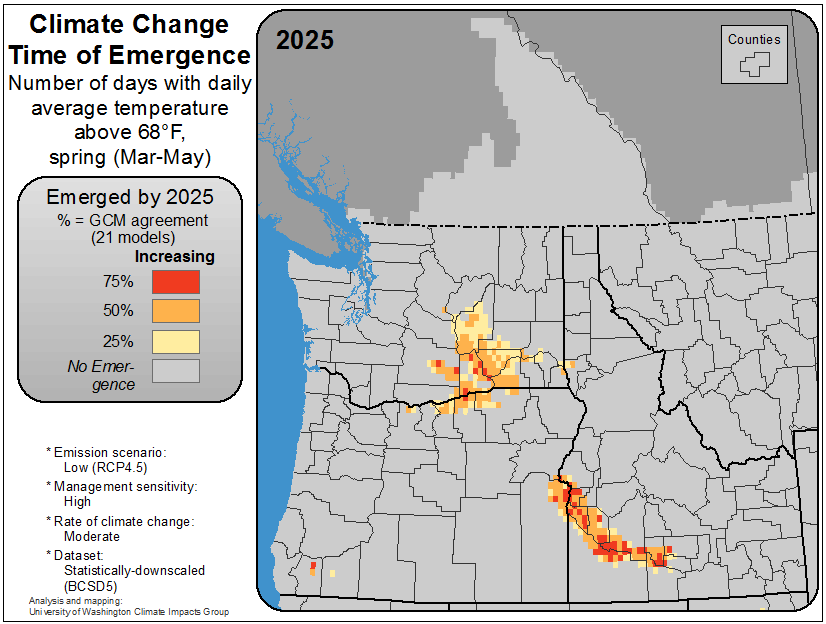 Climate Change
Time of Emergence
Number of days with daily
average temperature
above 68°F,
spring (Mar-May)
Emerged by 2025
% = GCM agreement
(21 models)
Increasing
75%
50%
25%
No Emer-
gence
* Emission scenario:
Low (RCP4.5)
* Management sensitivity:
High
* Rate of climate change:
Moderate
* Dataset:
Statistically-downscaled
(BCSD5)
Analysis and mapping:
University of Washington Climate Impacts Group
2025
Counties